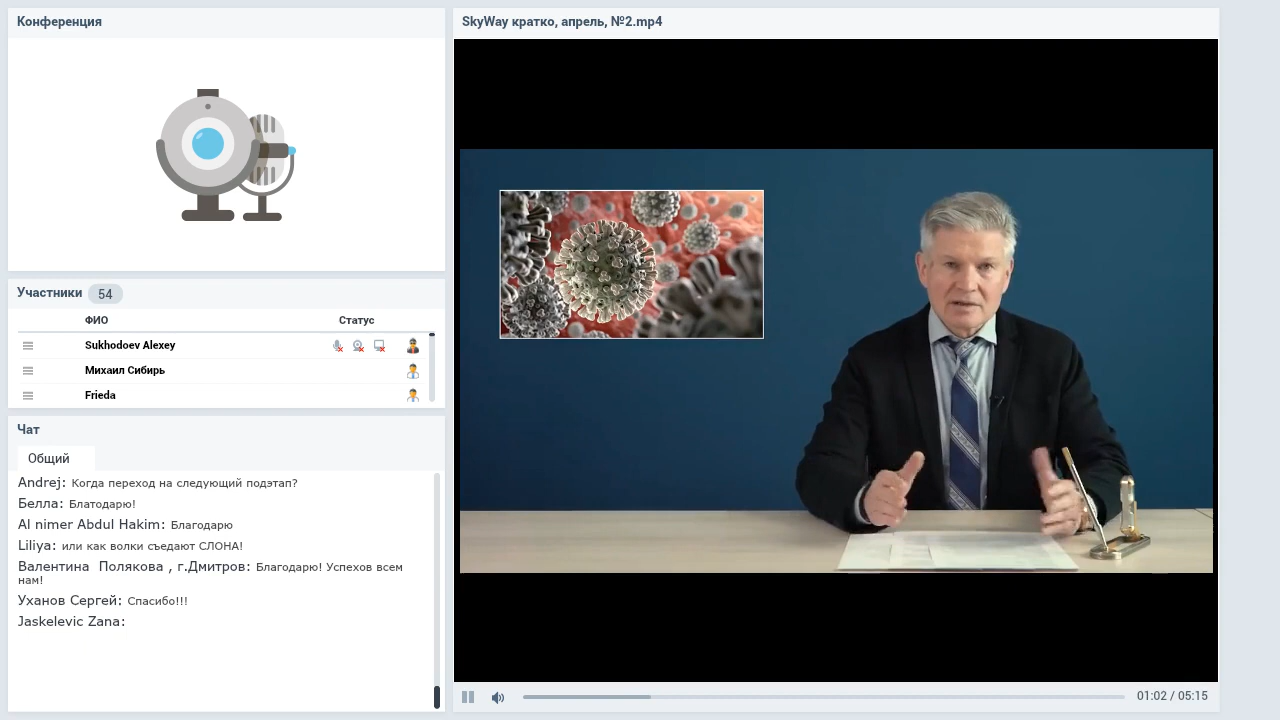 Конференция
SkyWay кратко, апрель, №2.mp4
Участники 54
ФИО Статус
Sukhodoev Alexey
Михаил Сибирь
Frieda
Чат
Общий
Andrej: Когда переход на следующий подэтап?
Белла: Блатодарю!
Al nimer Abdul Hakim: Благодарю
Liliya: или как волки съедают СЛОНА!
Валентина  Полякова , г.Дмитров: Благодарю! Успехов всем
нам!
Уханов Сергей: Спасибо!!!
Jaskelevic Zana:
01:02 / 05:15